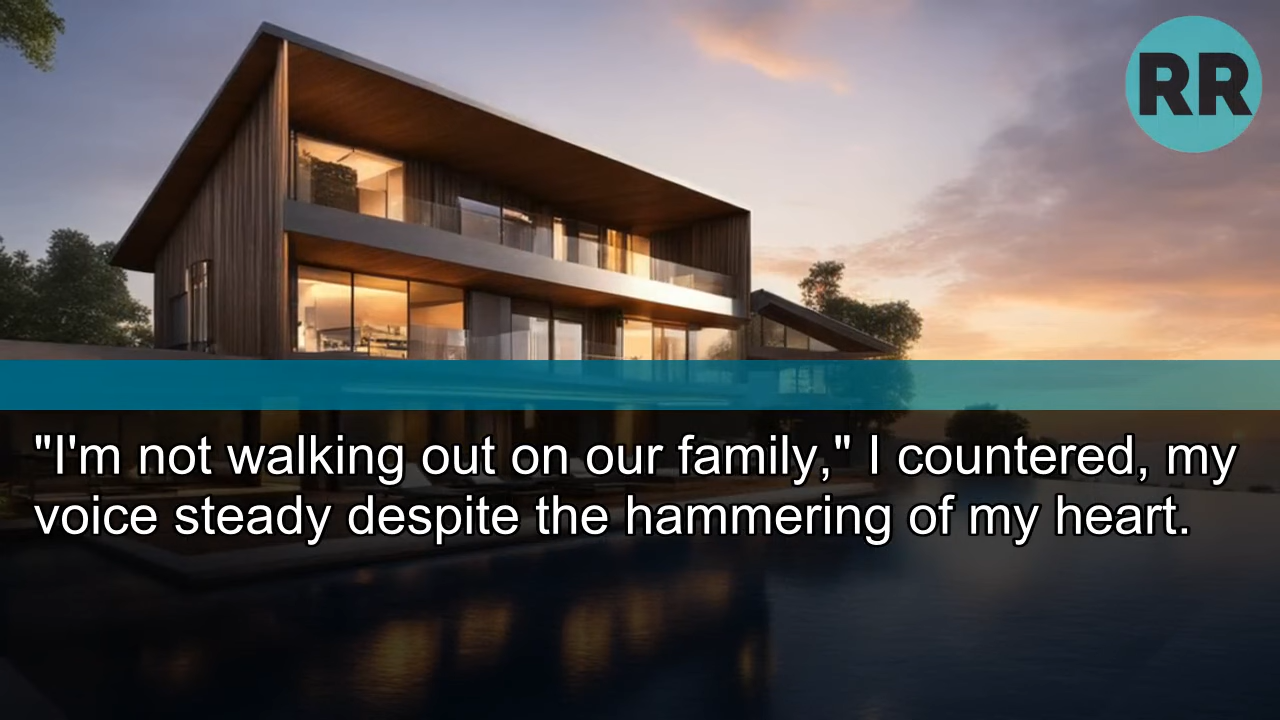 RR
"I'm not walking out on our family," I countered, my
voice steady despite the hammering of my heart.